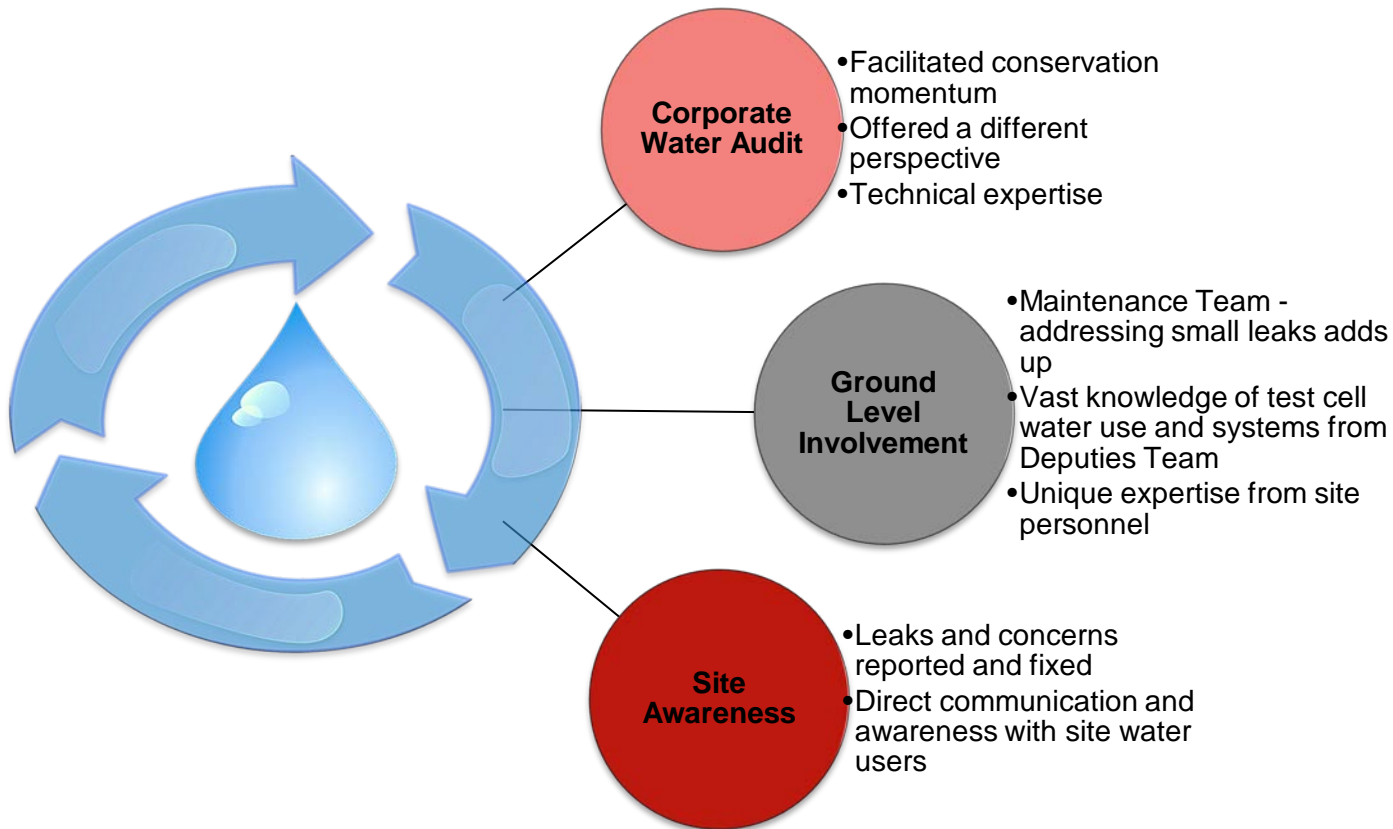 Corporate
Water Audit
•Facilitated conservation
momentum
•Offered a different
perspective
•Technical expertise
Ground
Level
Involvement
•Maintenance Team -
addressing small leaks adds
up
•Vast knowledge of test cell
water use and systems from
Deputies Team
•Unique expertise from site
personnel
Site
Awareness
•Leaks and concerns
reported and fixed
•Direct communication and
awareness with site water
users